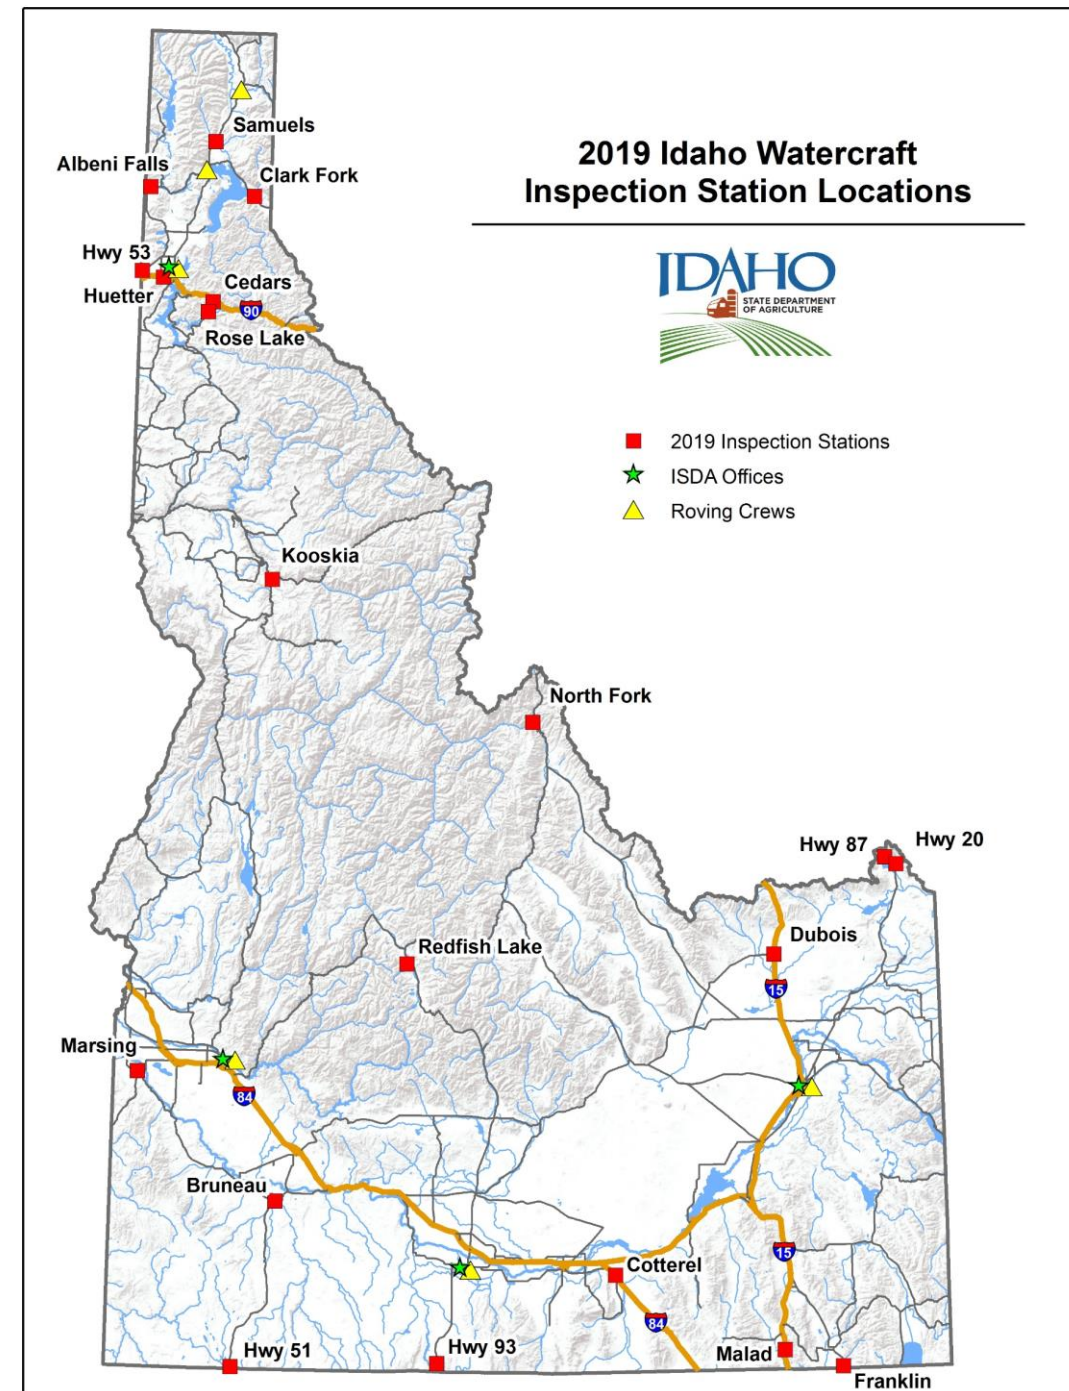 2019 Idaho Watercraft
Inspection Station Locations
IDAHO
STATE DEPARTMENT
OF AGRICULTURE
2019 Inspection Stations
ISDA Offices
Roving Crews
Samuels
Albeni Falls
Clark Fork
Hwy 53
Huetter
Cedars
90
Rose Lake
Kooskia
North Fork
Hwy 87
Hwy 20
Dubois
Redfish Lake
15
Marsing
84
Bruneau
15
Cotterel
84
Hwy 51
Hwy 93
Malad
Franklin